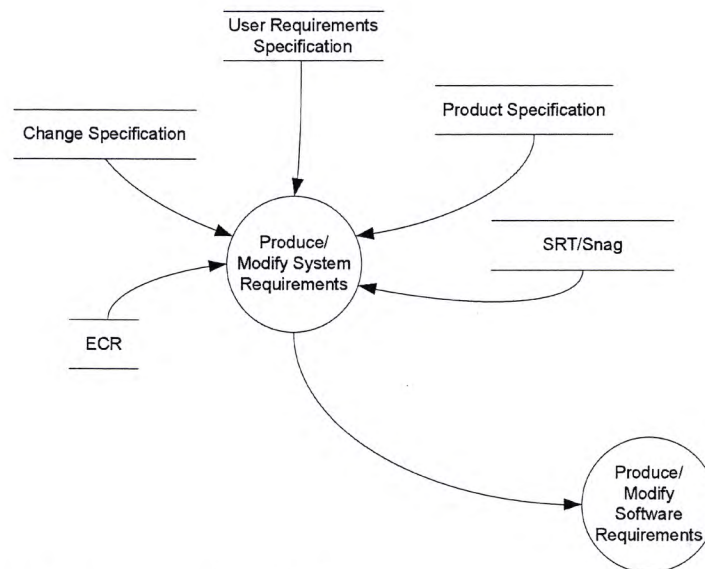 User Requirements
Specification
Change Specification
Product Specification
Produce/
Modify System
Requirements
SRT/Snag
ECR
Produce/
Modify
Software
Requirements